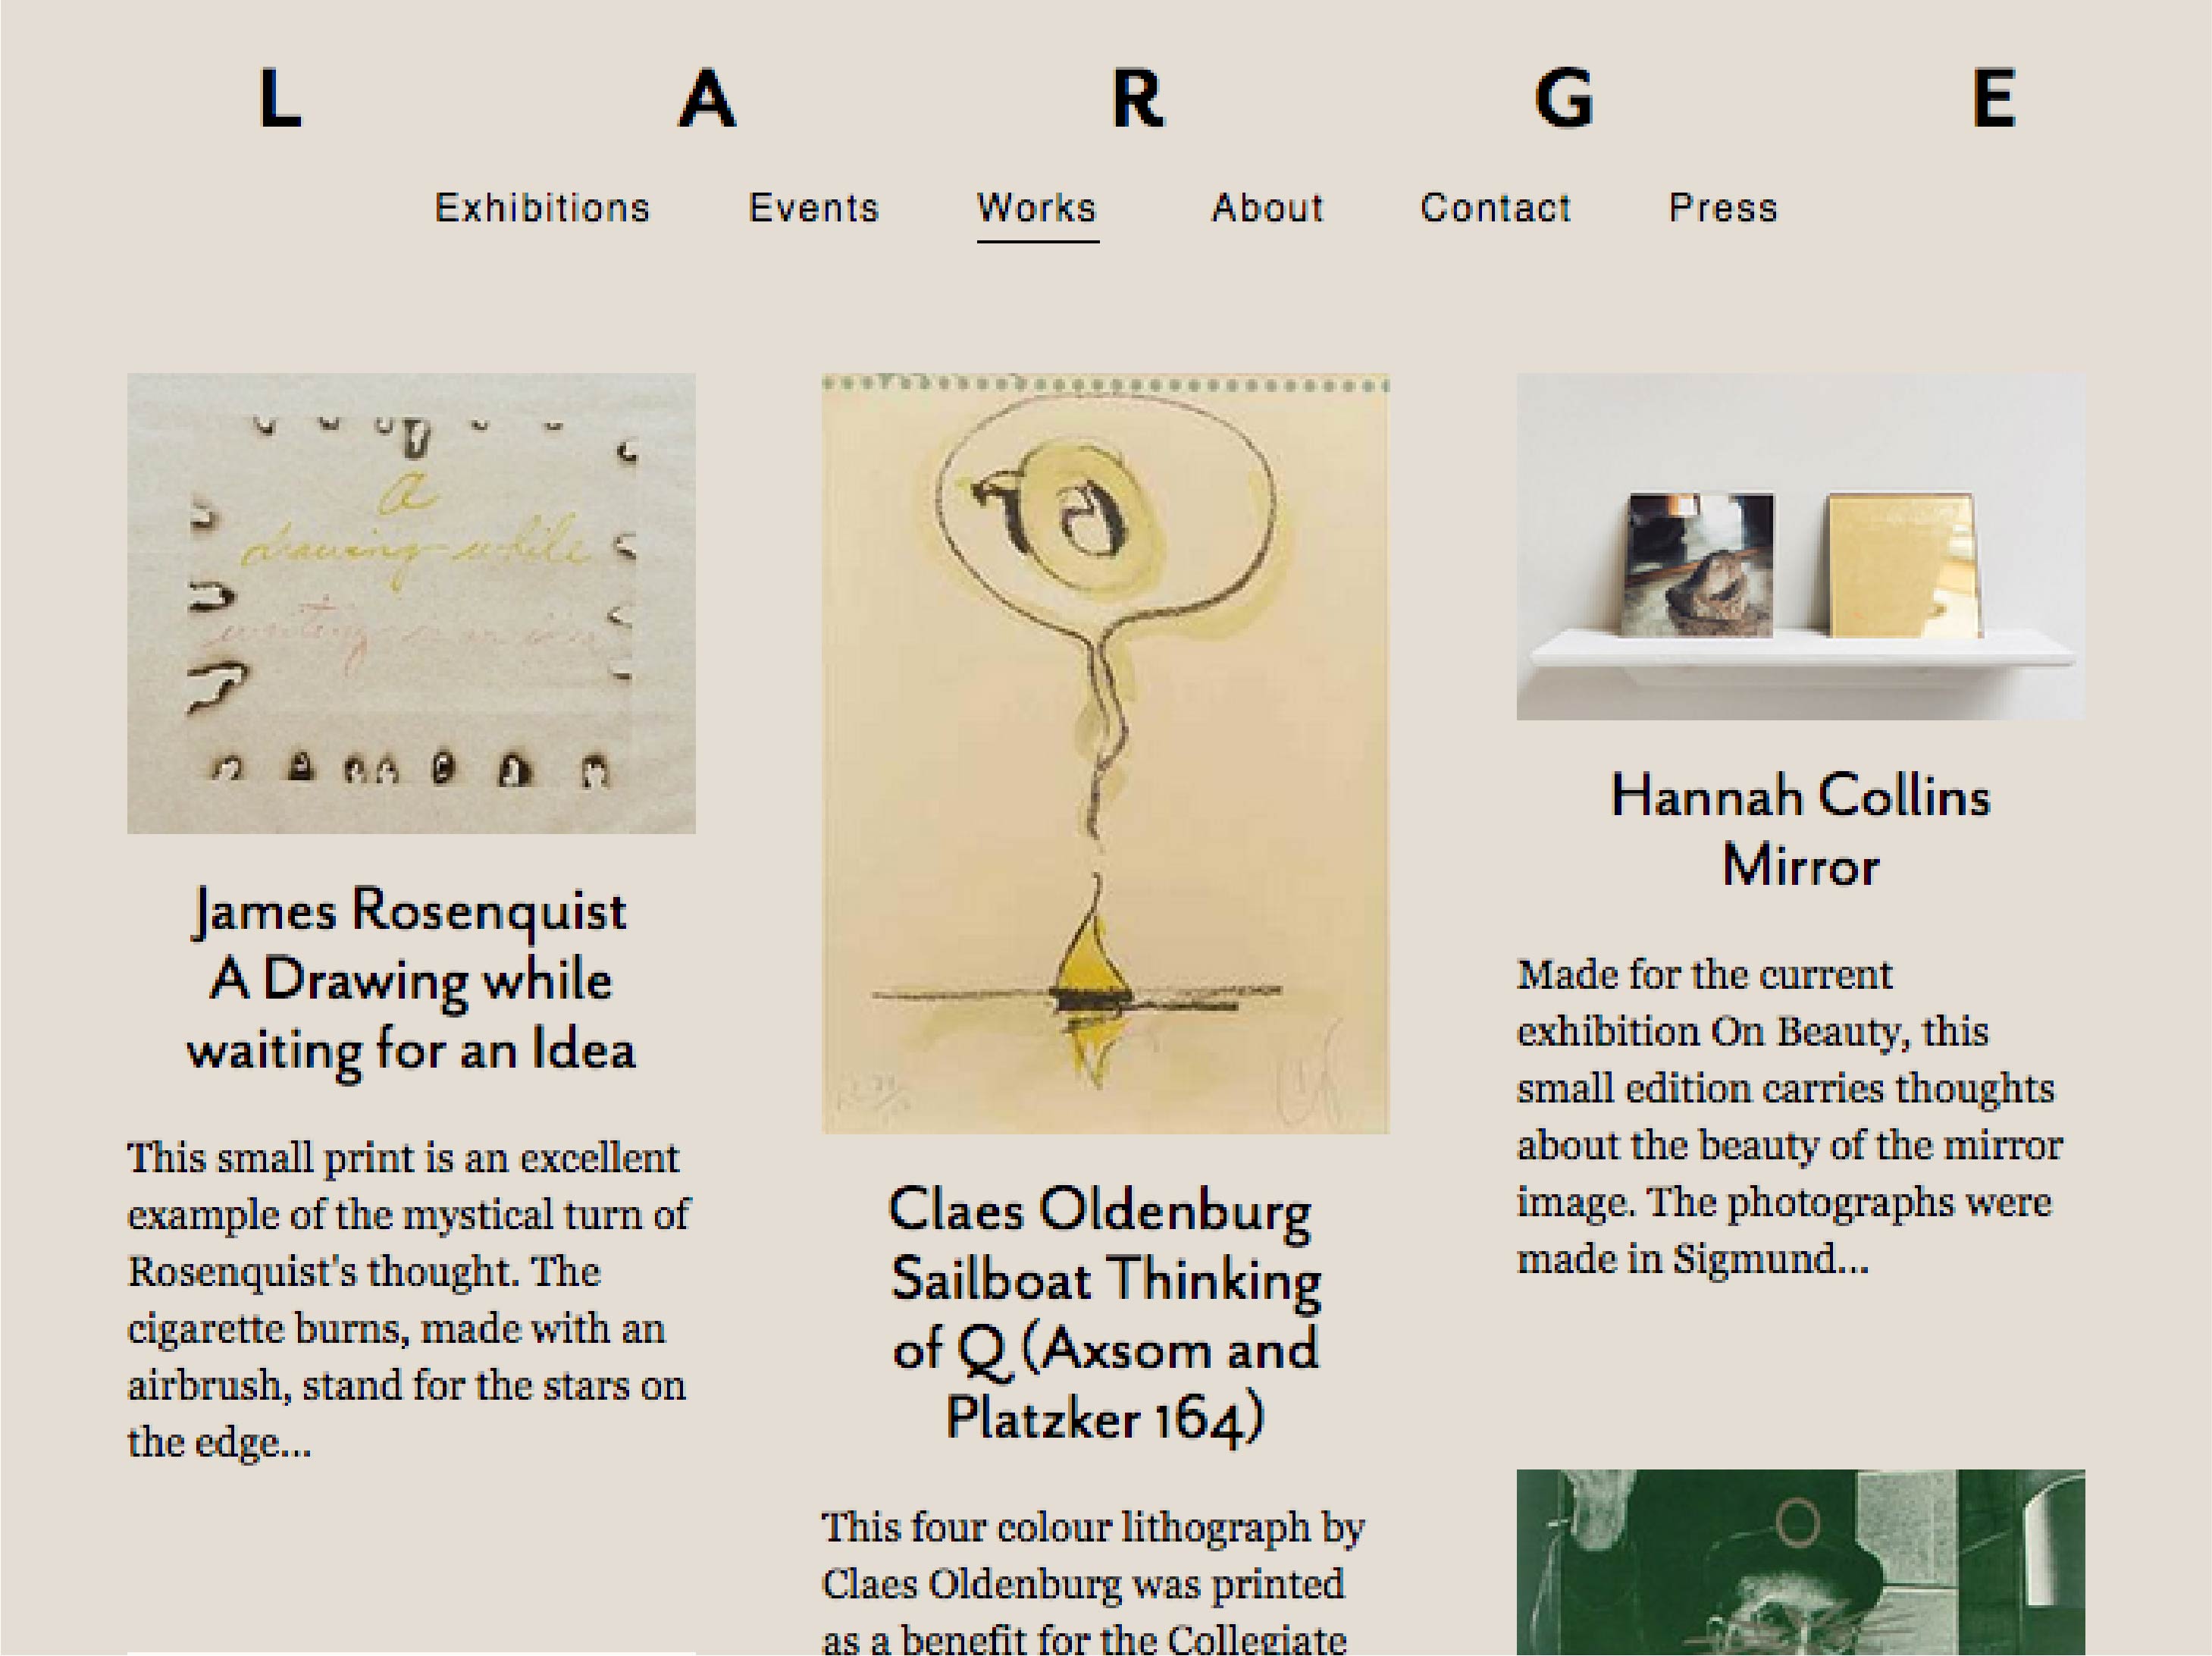 L A R G E
Exhibitions Events Works About Contact Press
a
drawing while
waiting for an idea
James Rosenquist
A Drawing while
waiting for an Idea
This small print is an excellent
example of the mystical turn of
Rosenquist's thought. The
cigarette burns, made with an
airbrush, stand for the stars on
the edge...
Claes Oldenburg
Sailboat Thinking
of Q (Axsom and
Platzker 164)
This four colour lithograph by
Claes Oldenburg was printed
as a benefit for the Collegiate
Hannah Collins
Mirror
Made for the current
exhibition On Beauty, this
small edition carries thoughts
about the beauty of the mirror
image. The photographs were
made in Sigmund...